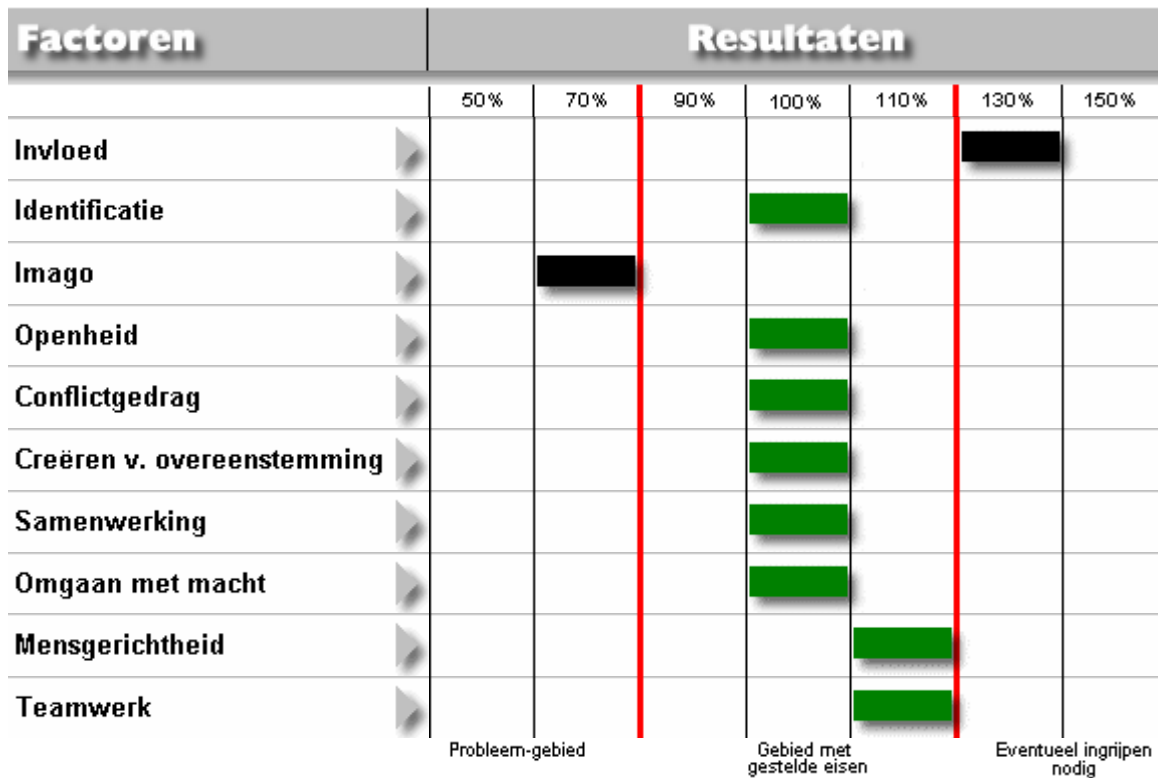 Factoren Resultaten
50% 70% 90% 100% 110% 130% 150%
Invloed
Identificatie
Imago
Openheid
Conflictgedrag
Creëren v. overeenstemming
Samenwerking
Omgaan met macht
Mensgerichtheid
Teamwerk
Probleem-gebied
Gebied met
gestelde eisen
Eventueel ingrijpen
nodig